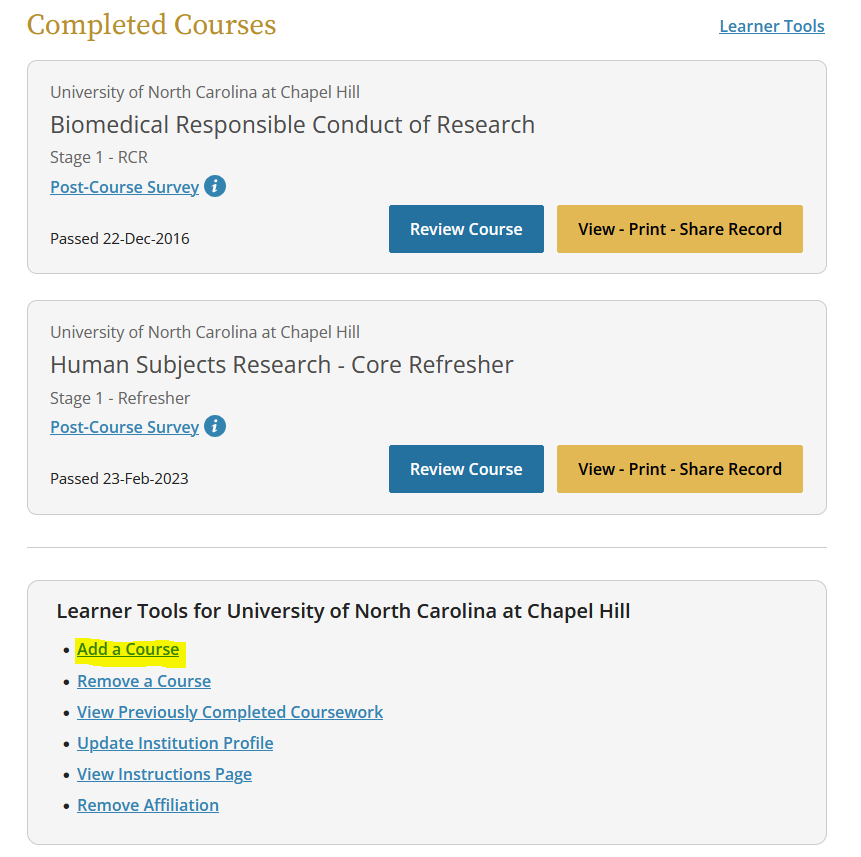 Completed Courses
Learner Tools
University of North Carolina at Chapel Hill
Biomedical Responsible Conduct of Research
Stage 1 - RCR
Post-Course Survey i
Passed 22-Dec-2016
Review Course
View - Print - Share Record
University of North Carolina at Chapel Hill
Human Subjects Research - Core Refresher
Stage 1 - Refresher
Post-Course Survey i
Passed 23-Feb-2023
Review Course
View - Print - Share Record
Learner Tools for University of North Carolina at Chapel Hill
• Add a Course
• Remove a Course
• View Previously Completed Coursework
• Update Institution Profile
• View Instructions Page
• Remove Affiliation